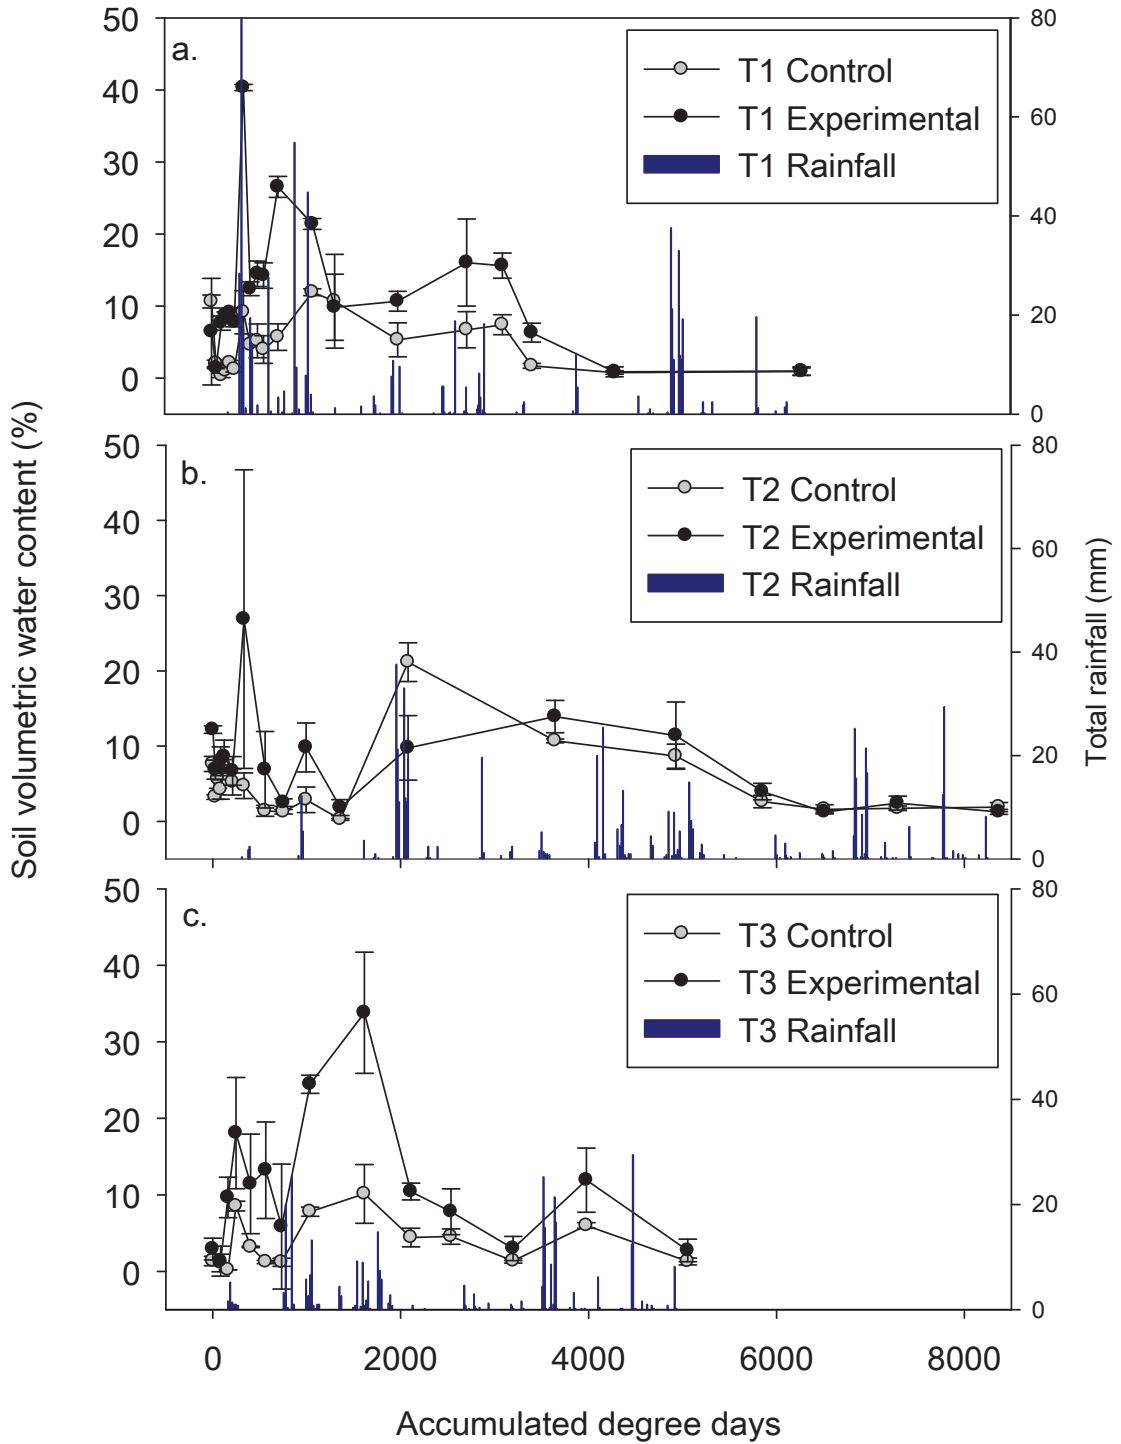 Soil volumetric water content (%)
Total rainfall (mm)
a.
50
40
30
20
10
0
80
60
40
20
0
T1 Control
T1 Experimental
T1 Rainfall
b.
50
40
30
20
10
0
80
60
40
20
0
T2 Control
T2 Experimental
T2 Rainfall
c.
50
40
30
20
10
0
80
60
40
20
0
T3 Control
T3 Experimental
T3 Rainfall
0 2000 4000 6000 8000
Accumulated degree days